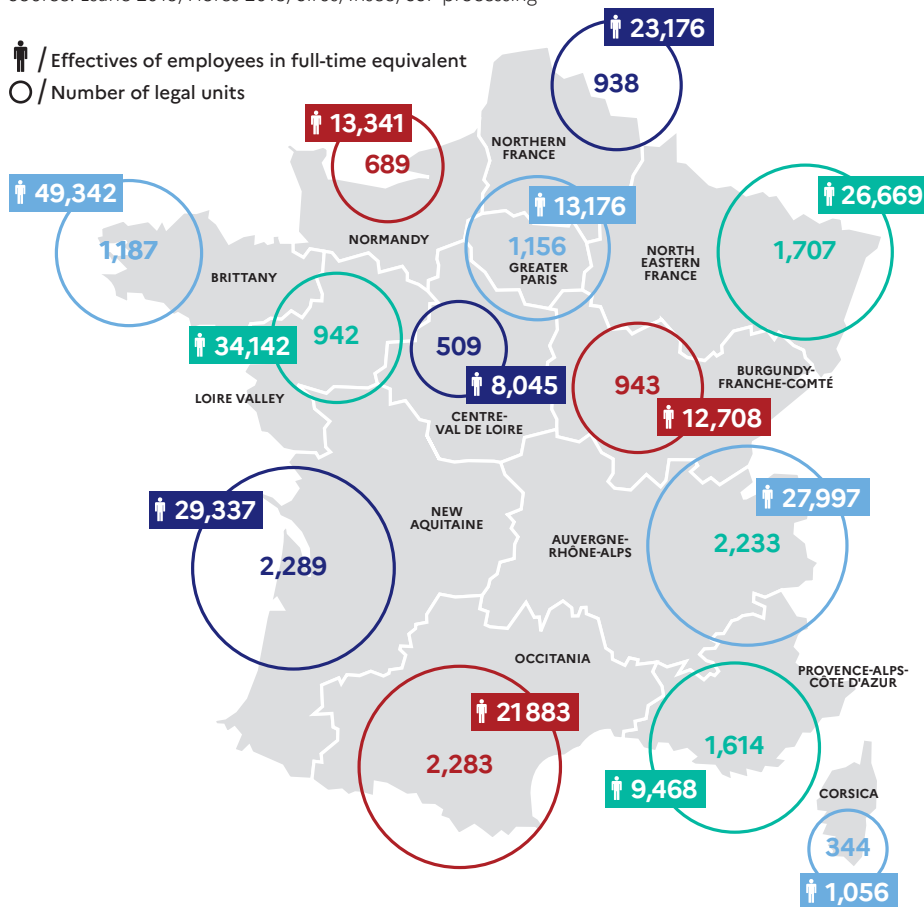 / Effectives of employees in full-time equivalent
/ Number of legal units
23,176
938
13,341
689
NORTHERN
FRANCE
49,342
1,187
BRITTANY
NORMANDY
13,176
1,156
GREATER
PARIS
26,669
1,707
NORTH
EASTERN
FRANCE
34,142
942
LOIRE VALLEY
509
8,045
CENTRE-
VAL DE LOIRE
943
12,708
BURGUNDY-
FRANCHE-COMTÉ
29,337
2,289
NEW
AQUITAINE
27,997
2,233
AUVERGNE-
RHÔNE-ALPS
OCCITANIA
21 883
2,283
PROVENCE-ALPS-
CÔTE D'AZUR
1,614
9,468
CORSICA
344
1,056